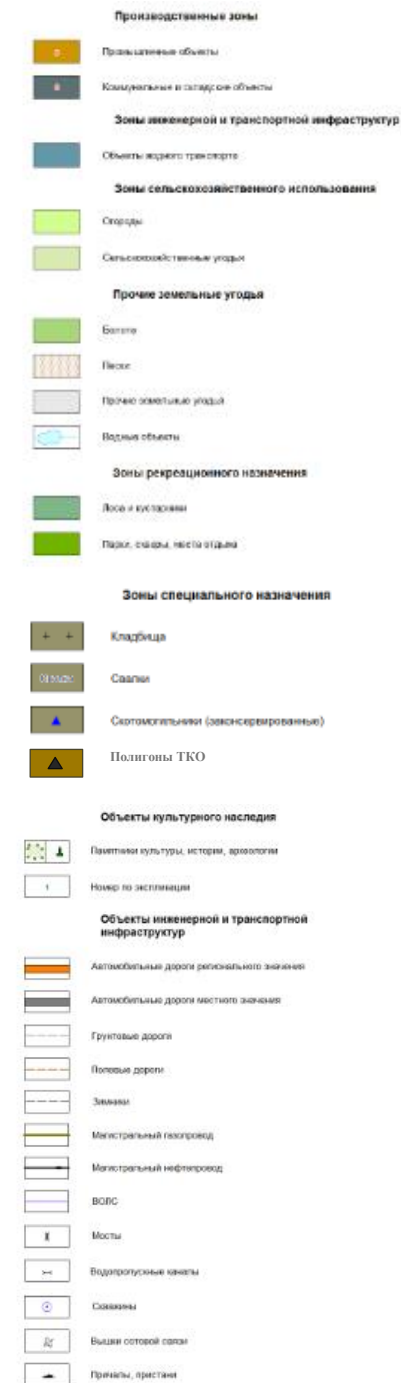 Производственные зоны
Промышленные объекты
Коммунальные и складские объекты
Зоны инженерной и транспортной инфраструктур
Объекты водного транспорта
Зоны сельскохозяйственного использования
Огороды
Сельскохозяйственные угодья
Прочие земельные угодья
Болота
Пески
Прочие земельные угодья
Водные объекты
Зоны рекреационного назначения
Леса и кустарники
Парки, скверы, места отдыха
Зоны специального назначения
Кладбища
Свалки
Скотомогильники (законсервированные)
Полигоны ТКО
Объекты культурного наследия
Памятники культуры, истории, археологии
1 Номер по экспликации
Объекты инженерной и транспортной
инфраструктур
Автомобильные дороги регионального значения
Автомобильные дороги местного значения
Грунтовые дороги
Полевые дороги
Зимники
Магистральный газопровод
Магистральный нефтепровод
ВОЛС
Мосты
Водопропускные каналы
Скважины
Вышки сотовой связи
Причалы, пристани